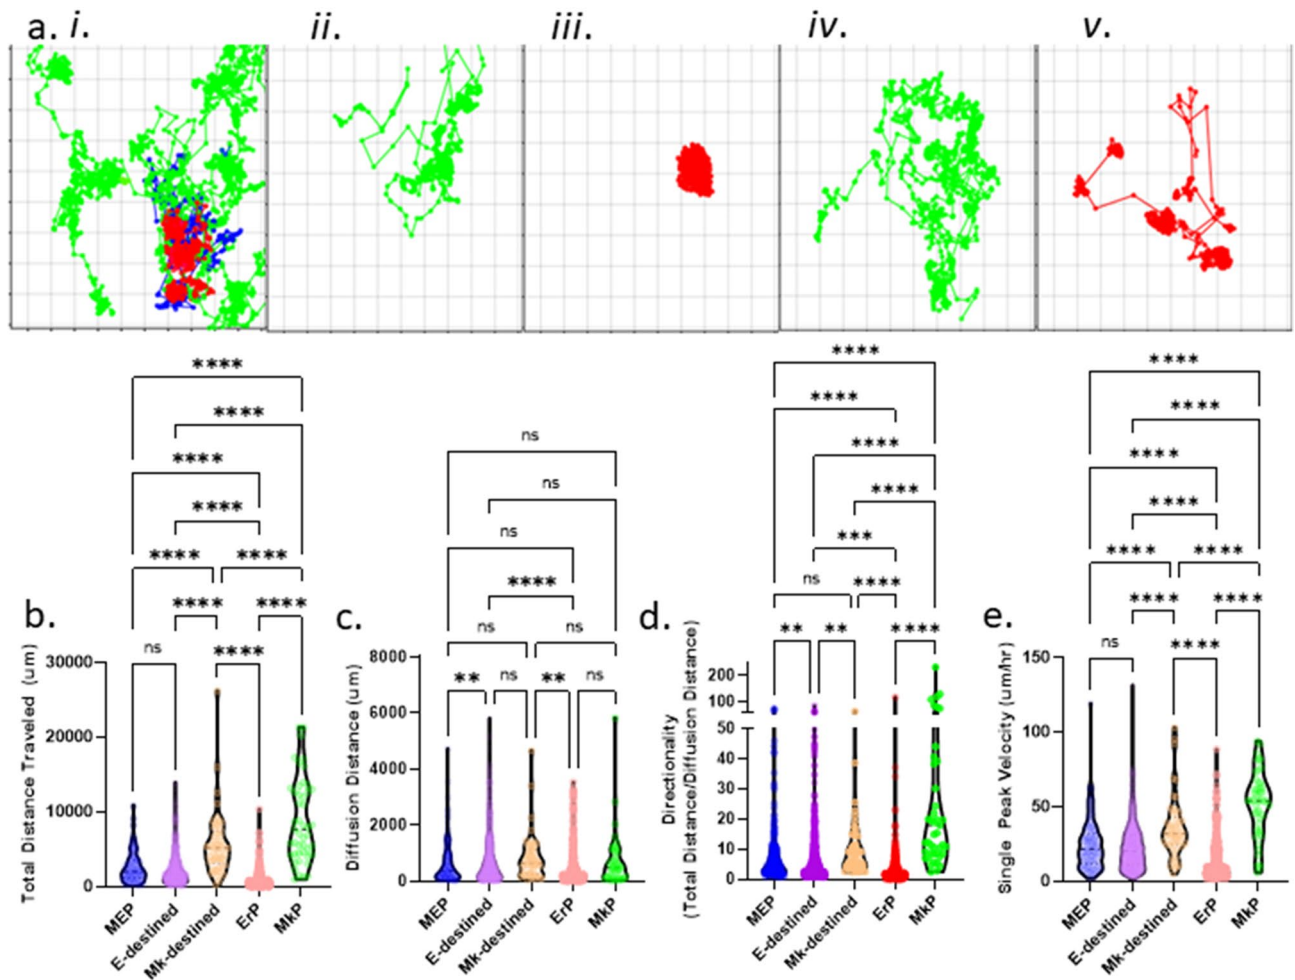 a. i.
ii.
iii.
iv.
v.
b.
****
****
****
****
**** ****
**** ****
ns ****
Total Distance Traveled (um)
30000
20000
10000
0
MEP
E-destined
Mk-destined
ErP
MkP
c.
ns
ns
ns
****
ns ns
** ns ** ns
Diffusion Distance (um)
8000
6000
4000
2000
0
MEP
E-destined
Mk-destined
ErP
MkP
d.
****
****
****
****
***
ns ****
** ** ****
Directionality
(Total Distance/Diffusion Distance)
200
100
50
40
30
20
10
0
MEP
E-destined
Mk-destined
ErP
MkP
e.
****
****
****
****
**** ****
**** ****
ns ****
Single Peak Velocity (um/hr)
150
100
50
0
MEP
E-destined
Mk-destined
ErP
MkP